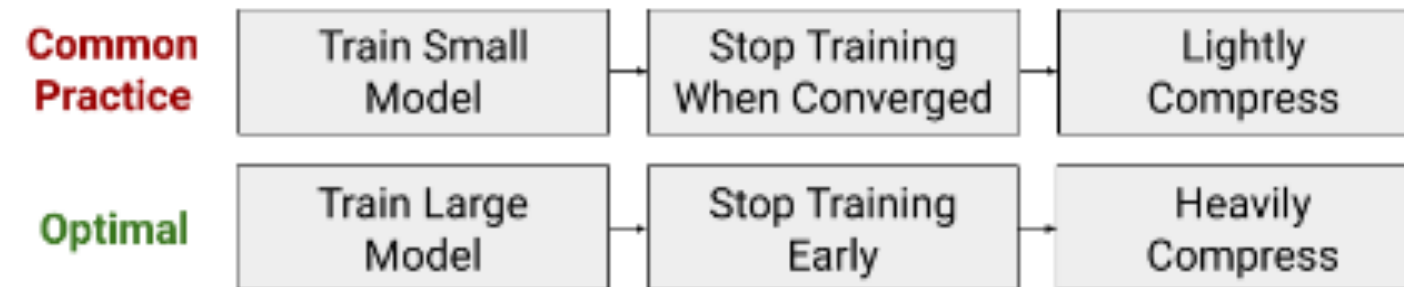 Common
Practice
Train Small
Model
Stop Training
When Converged
Lightly
Compress
Optimal
Train Large
Model
Stop Training
Early
Heavily
Compress